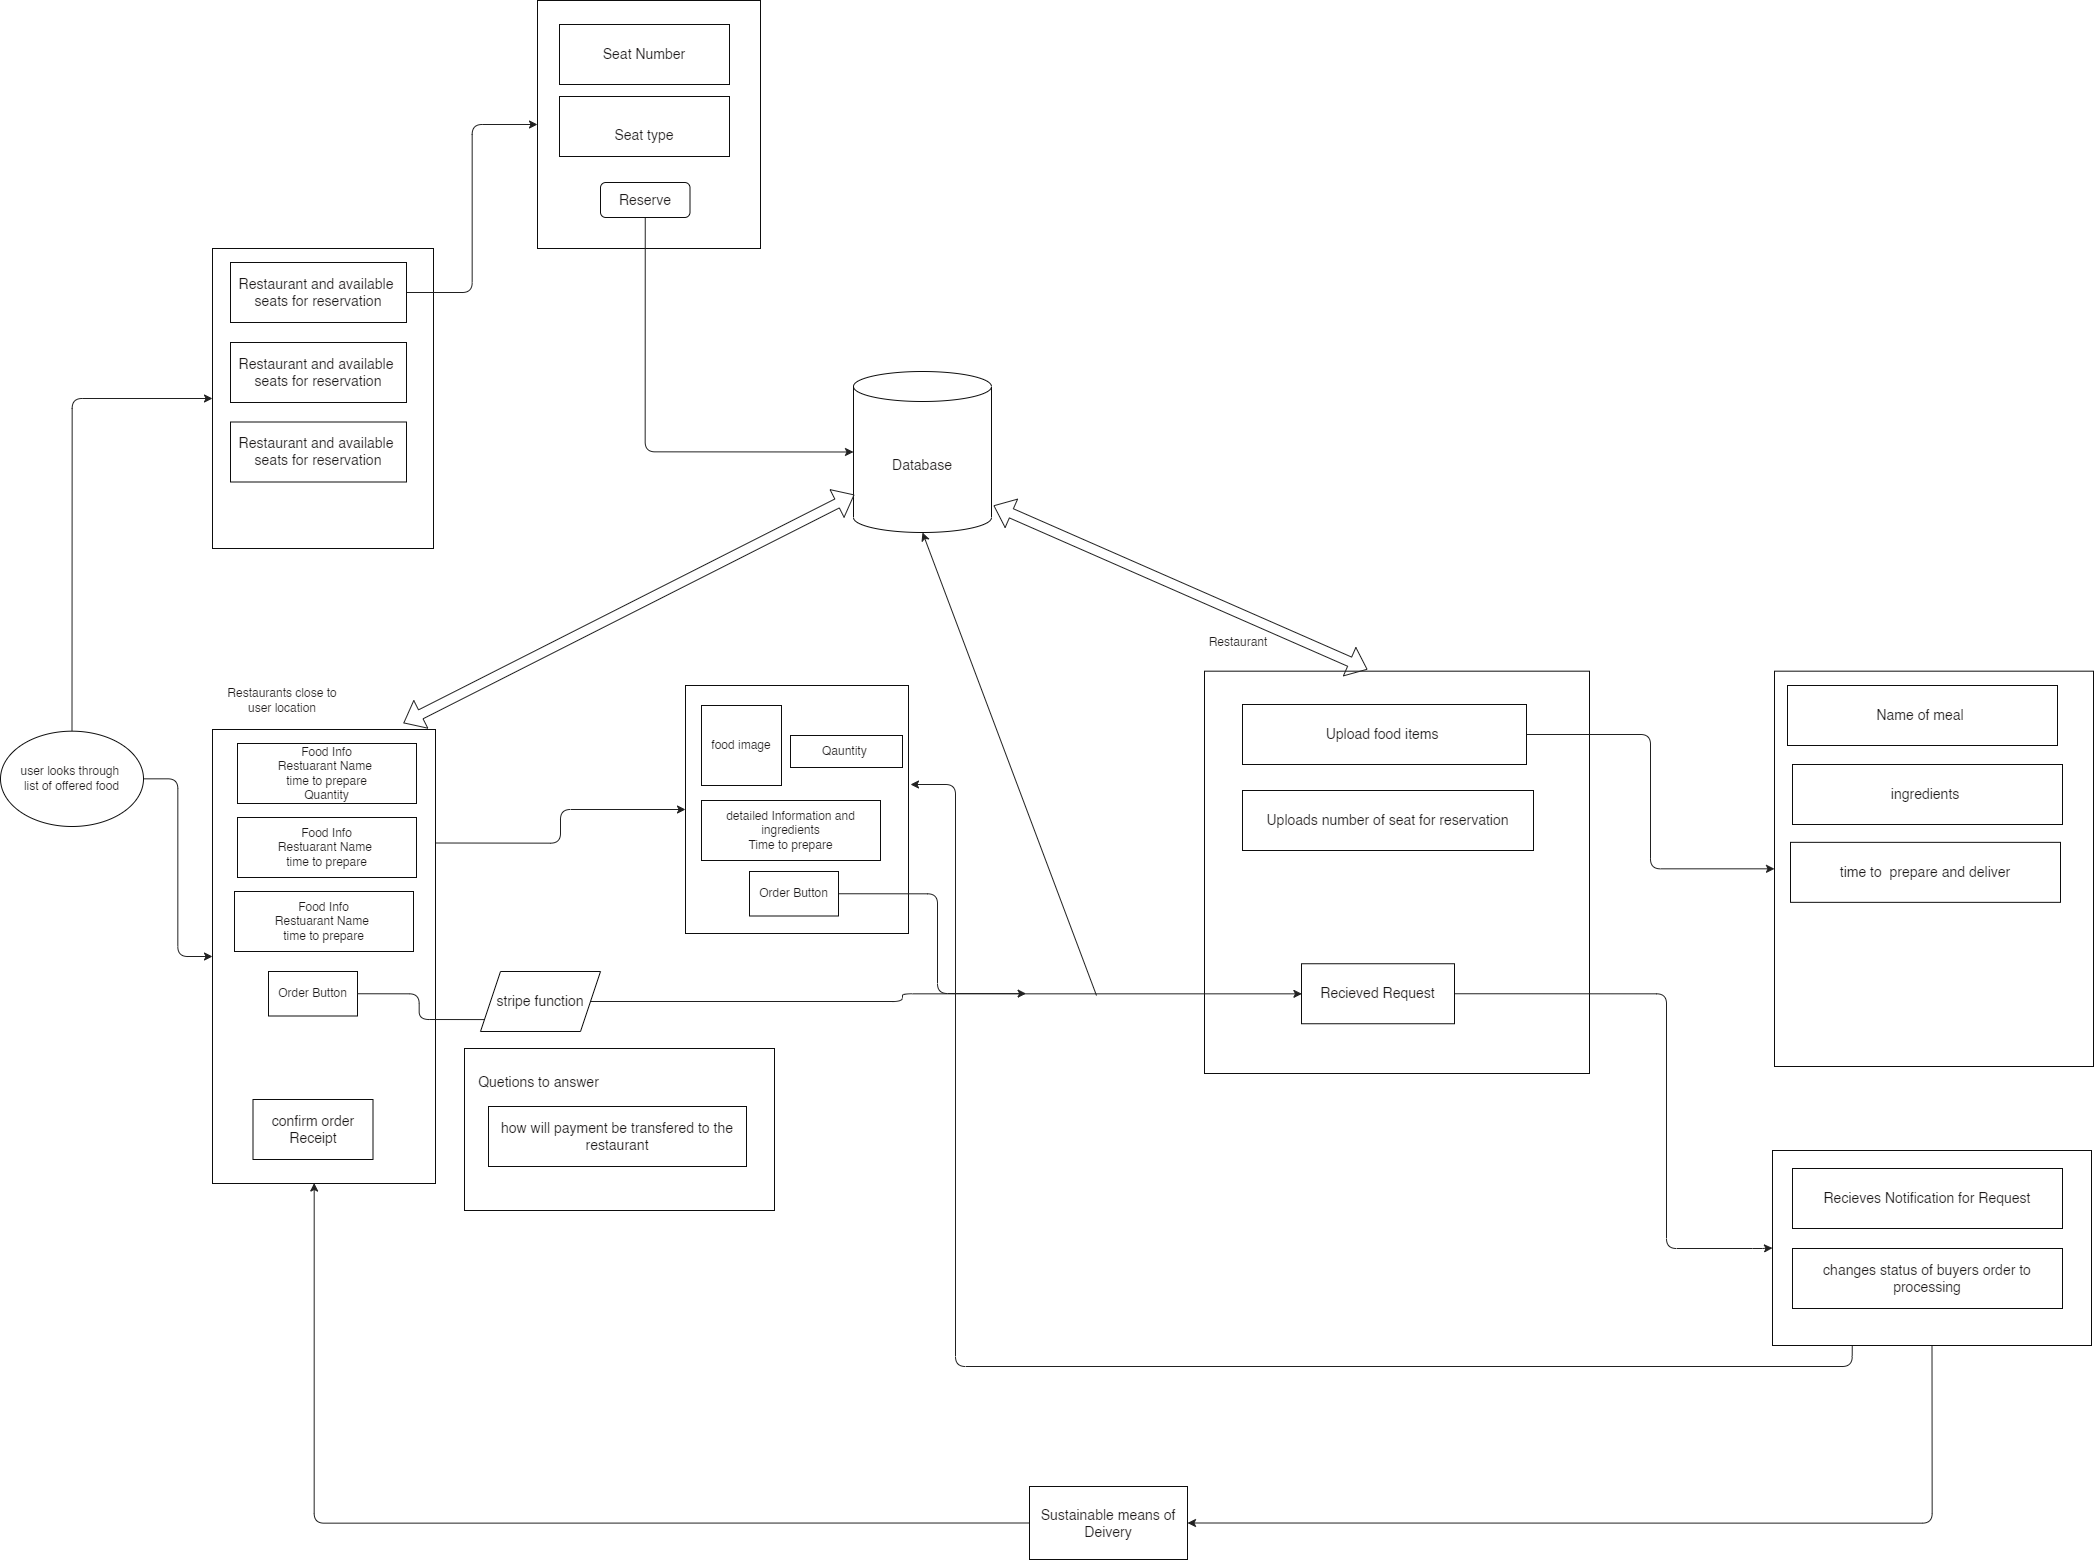 Seat Number
Seat type
Reserve
Restaurant and available
seats for reservation
Restaurant and available
seats for reservation
Restaurant and available
seats for reservation
Database
Restaurant
Restaurants close to
user location
user looks through
list of offered food
Food Info
Restuarant Name
time to prepare
Quantity
Food Info
Restuarant Name
time to prepare
Food Info
Restuarant Name
time to prepare
Order Button
confirm order
Receipt
food image
Qauntity
detailed Information and
ingredients
Time to prepare
Order Button
stripe function
Quetions to answer
how will payment be transfered to the
restaurant
Upload food items
Uploads number of seat for reservation
Recieved Request
Name of meal
ingredients
time to prepare and deliver
Recieves Notification for Request
changes status of buyers order to
processing
Sustainable means of
Deivery